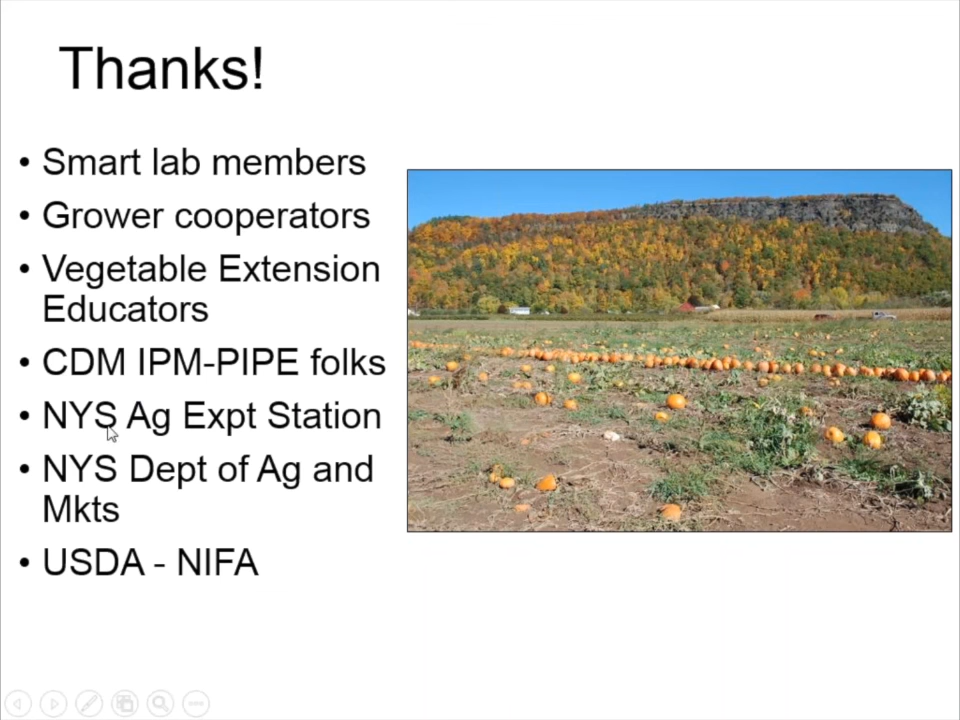 Thanks!
• Smart lab members
• Grower cooperators
• Vegetable Extension
Educators
• CDM IPM-PIPE folks
• NYS Ag Expt Station
• NYS Dept of Ag and
Mkts
• USDA - NIFA